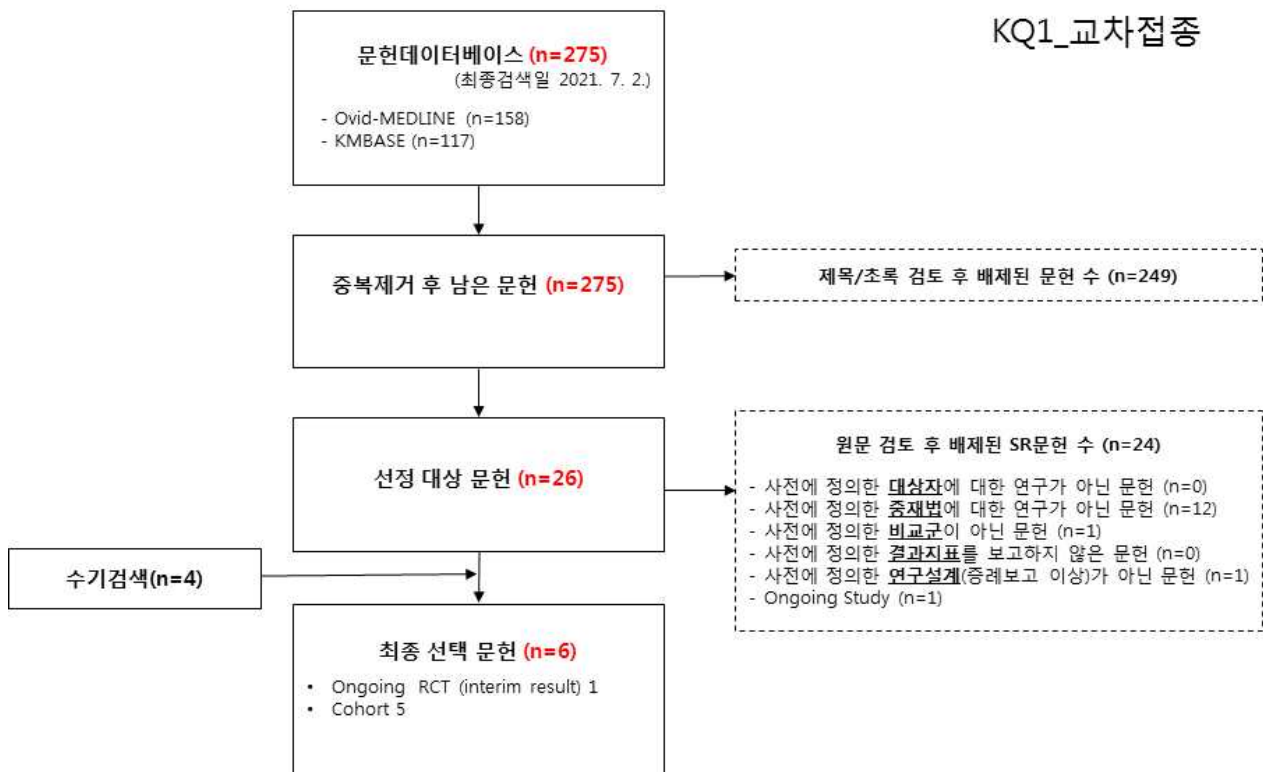 KQ1_교차접종
문헌데이터베이스 (n=275)
(최종검색일 2021. 7. 2.)
- Ovid-MEDLINE (n=158)
- KMBASE (n=117)
중복제거 후 남은 문헌 (n=275)
제목/초록 검토 후 배제된 문헌 수 (n=249)
선정 대상 문헌 (n=26)
원문 검토 후 배제된 SR문헌 수 (n=24)
- 사전에 정의한 대상자에 대한 연구가 아닌 문헌 (n=0)
- 사전에 정의한 중재법에 대한 연구가 아닌 문헌 (n=12)
- 사전에 정의한 비교군이 아닌 문헌 (n=1)
- 사전에 정의한 결과지표를 보고하지 않은 문헌 (n=0)
- 사전에 정의한 연구설계(증례보고 이상)가 아닌 문헌 (n=1)
- Ongoing Study (n=1)
수기검색(n=4)
최종 선택 문헌 (n=6)
• Ongoing RCT (interim result) 1
• Cohort 5